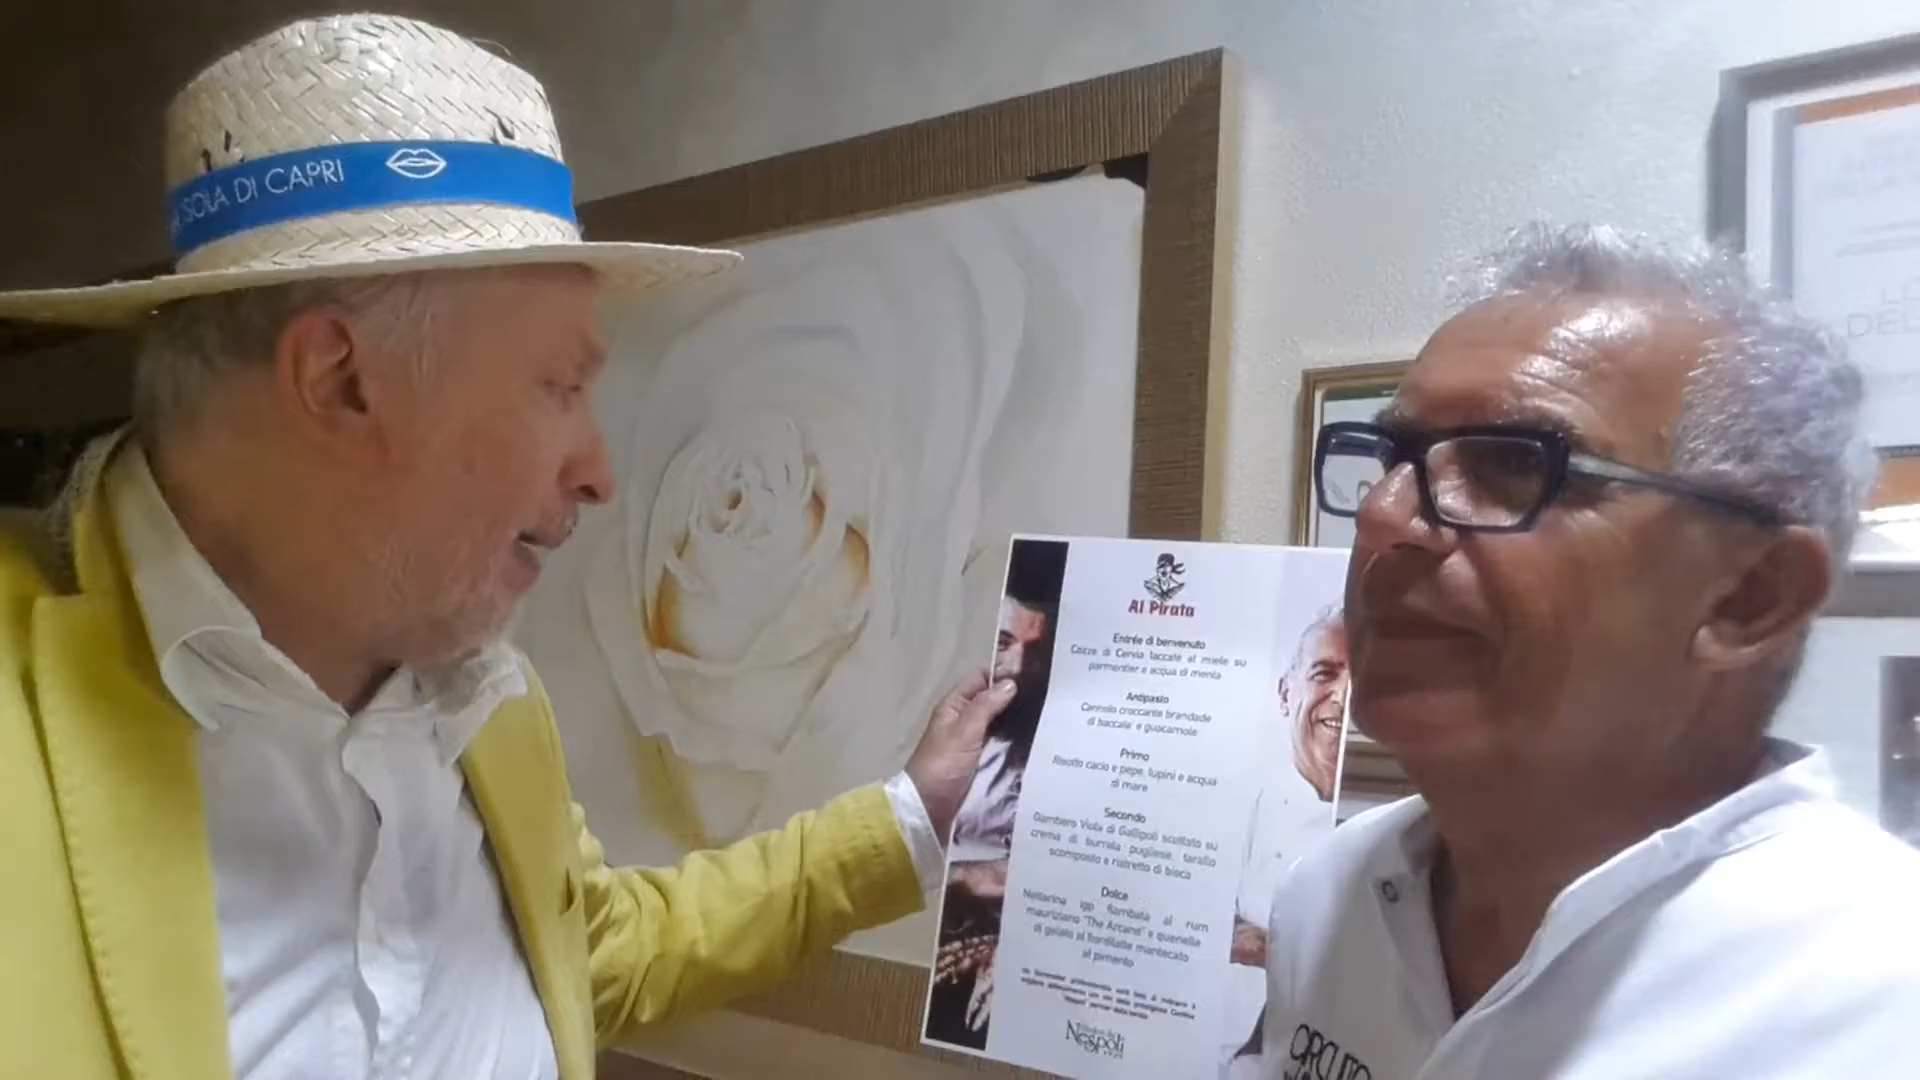 SOLA DI CAPRI
Al Pirata
Entrée di benvenuto
Cozze di Cervia laccate al miele su
parmentier e acqua di menta
Antipasto
Cannolo croccante brandade
di baccala' e guacamole
Primo
Risotto cacio e pepe, lupini e acqua
di mare
Secondo
Gambero Viola di Gallipoli scottato su
crema di burrata pugliese, tarallo
scomposto e ristretto di bisca
Dolce
Nettarina igp fiambata al rum
mauriziano "The Arcane" e quenelle
di gelato al fiordilatte mantecato
al pimento
Nespoli
CIRCUITO